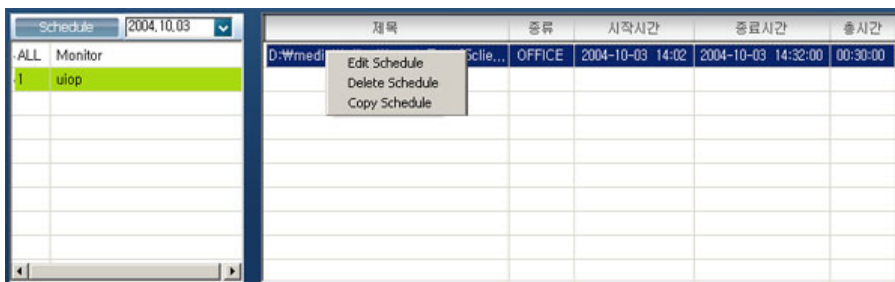 Schedule 2004,10,03
ALL Monitor
1 uiop
제목 종류 시작시간 종료시간 총시간
D:₩medi Sclie... OFFICE 2004-10-03 14:02 2004-10-03 14:32:00 00:30:00
Edit Schedule
Delete Schedule
Copy Schedule